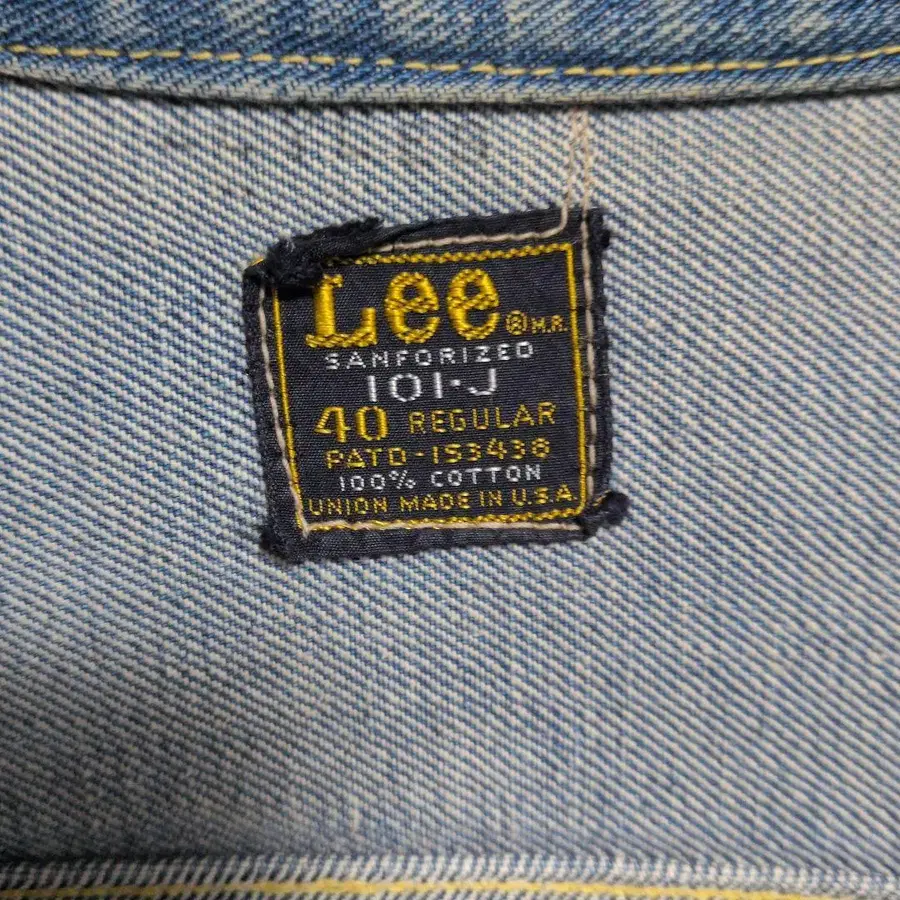 Lee ® M.R.
SANFORIZED
101-J
40 REGULAR
PATD-153438
100% COTTON
UNION MADE IN U.S.A.